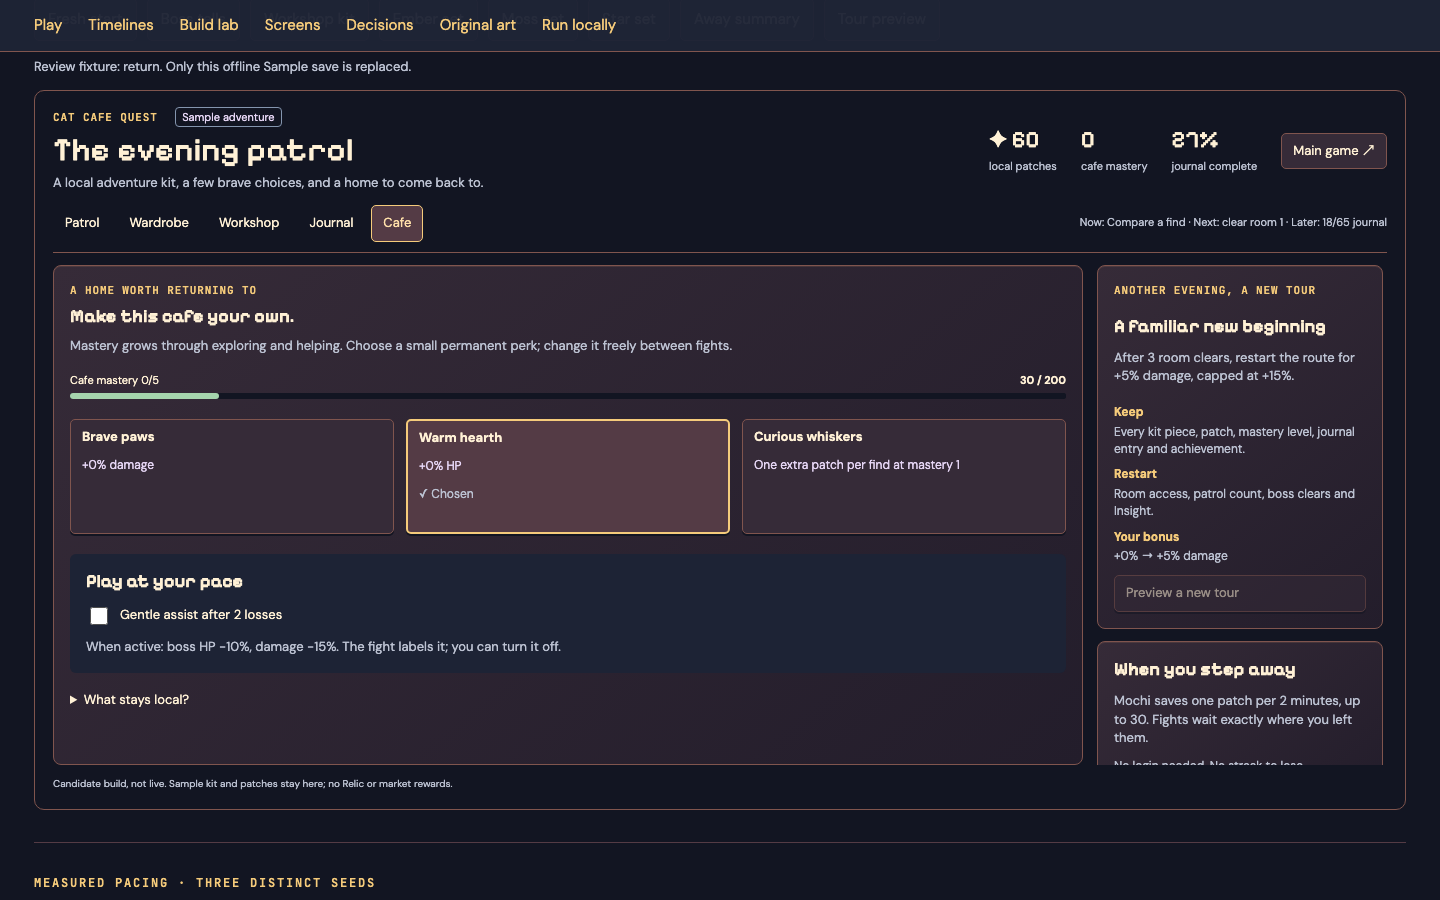 Play Timelines Build lab Screens Decisions Original art Run locally
Away summary Tour preview
Review fixture: return. Only this offline Sample save is replaced.
CAT CAFE QUEST Sample adventure
The evening patrol
A local adventure kit, a few brave choices, and a home to come back to.
✦ 60
local patches
0
cafe mastery
27%
journal complete
Main game ↗
Patrol Wardrobe Workshop Journal Cafe
Now: Compare a find · Next: clear room 1 · Later: 18/65 journal
A HOME WORTH RETURNING TO
Make this cafe your own.
Mastery grows through exploring and helping. Choose a small permanent perk; change it freely between fights.
Cafe mastery 0/5 30 / 200
Brave paws
+0% damage
Warm hearth
+0% HP
✓ Chosen
Curious whiskers
One extra patch per find at mastery 1
Play at your pace
Gentle assist after 2 losses
When active: boss HP -10%, damage -15%. The fight labels it; you can turn it off.
▶ What stays local?
ANOTHER EVENING, A NEW TOUR
A familiar new beginning
After 3 room clears, restart the route for
+5% damage, capped at +15%.
Keep
Every kit piece, patch, mastery level, journal
entry and achievement.
Restart
Room access, patrol count, boss clears and
Insight.
Your bonus
+0% → +5% damage
Preview a new tour
When you step away
Mochi saves one patch per 2 minutes, up
to 30. Fights wait exactly where you left
them.
No login needed. No streak to lose.
Candidate build, not live. Sample kit and patches stay here; no Relic or market rewards.
MEASURED PACING · THREE DISTINCT SEEDS